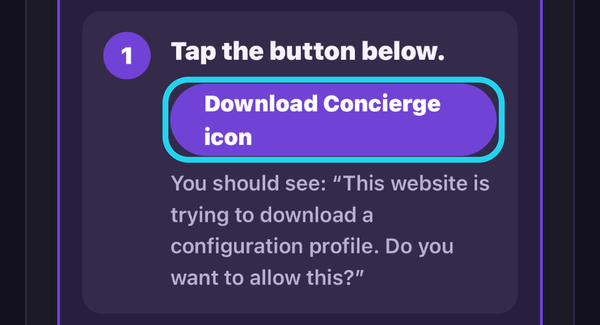 1
Tap the button below.
Download Concierge
icon
You should see: “This website is
trying to download a
configuration profile. Do you
want to allow this?”